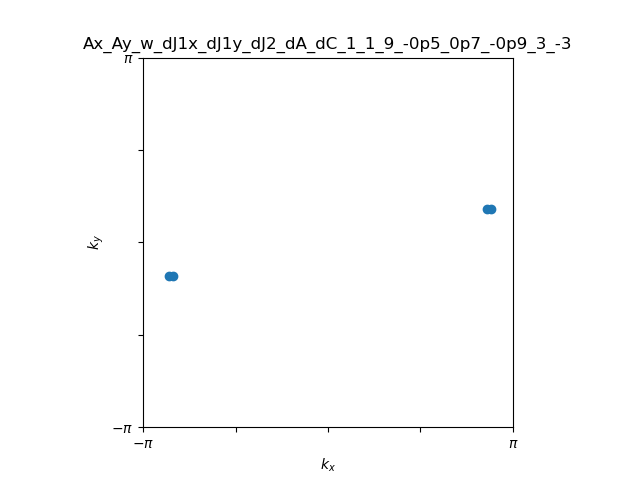 Ax_Ay_w_dJ1x_dJ1y_dJ2_dA_dC_1_1_9_-0p5_0p7_-0p9_3_-3
π
k_y
−π
−π
π
k_x